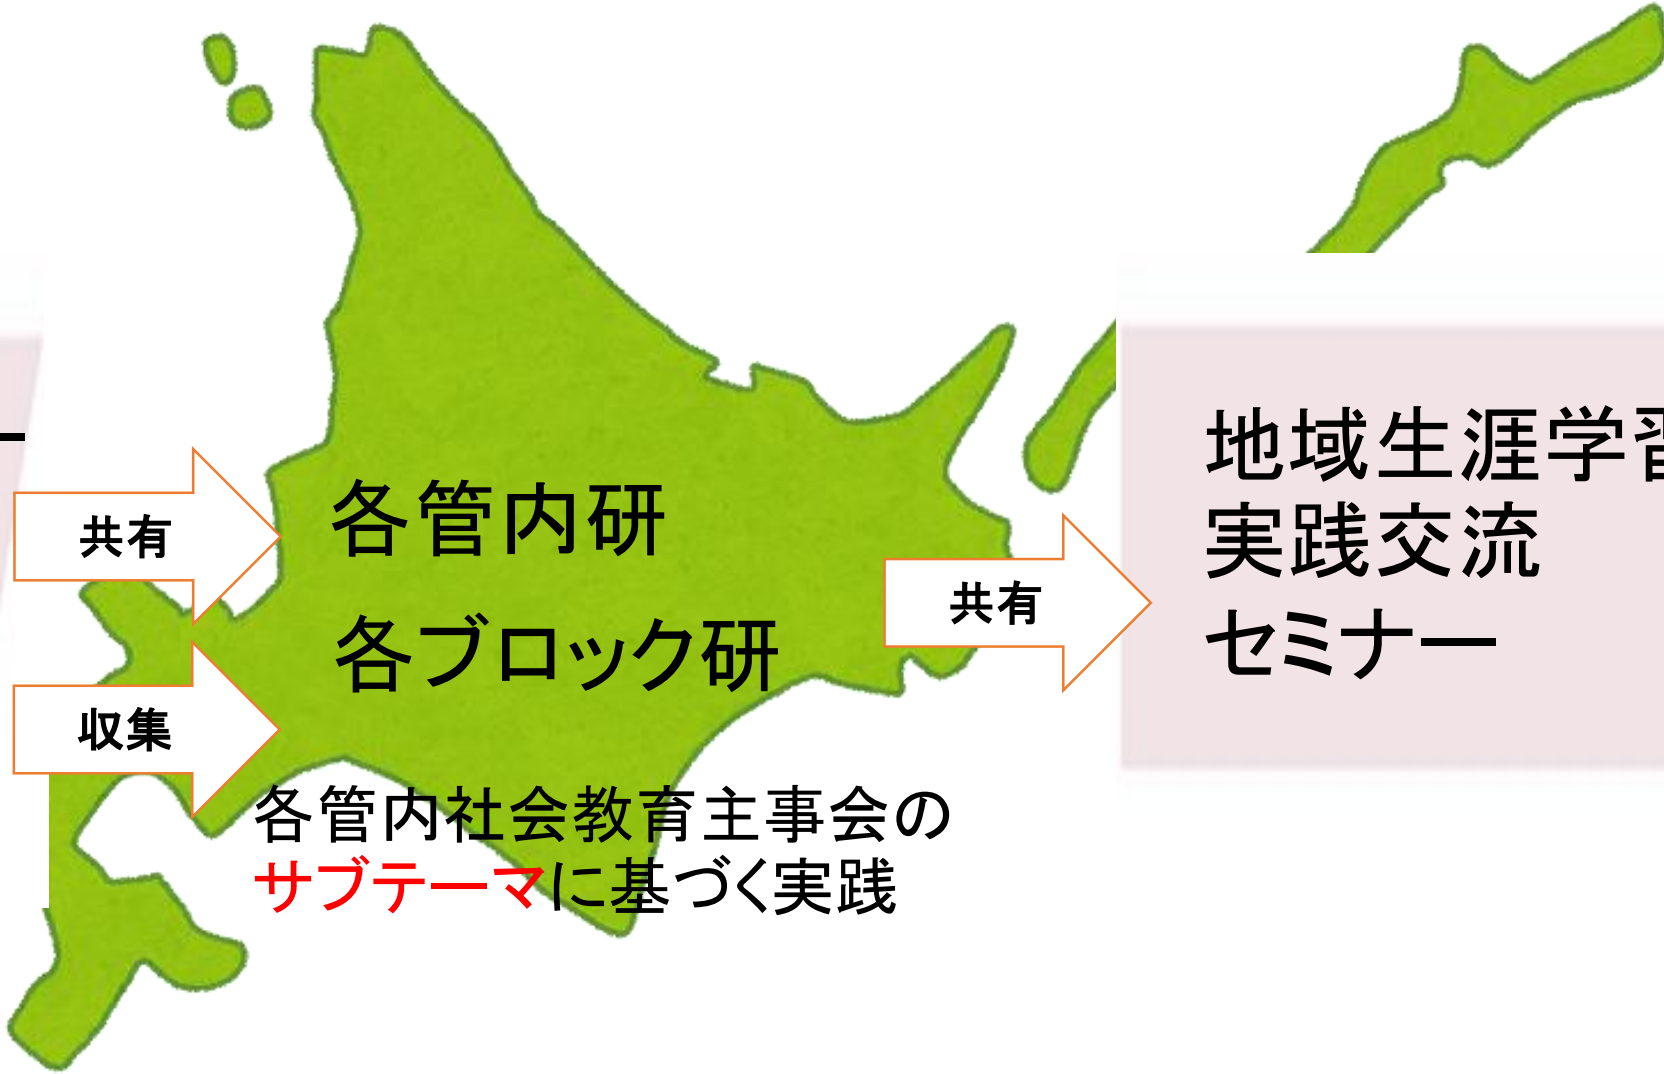 ー
共有
収集
各管内研
各ブロック研
各管内社会教育主事会の
サブテーマに基づく実践
共有
地域生涯学習
実践交流
セミナー